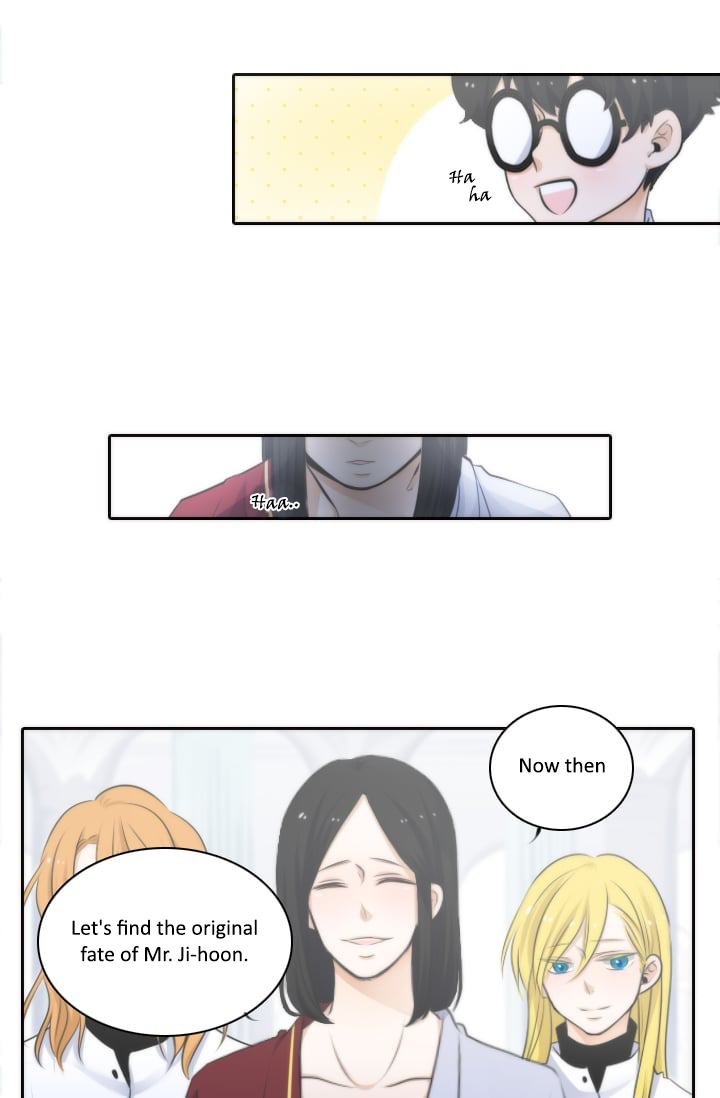 Ha
ha
Haa..
Now then
Let's find the original
fate of Mr. Ji-hoon.